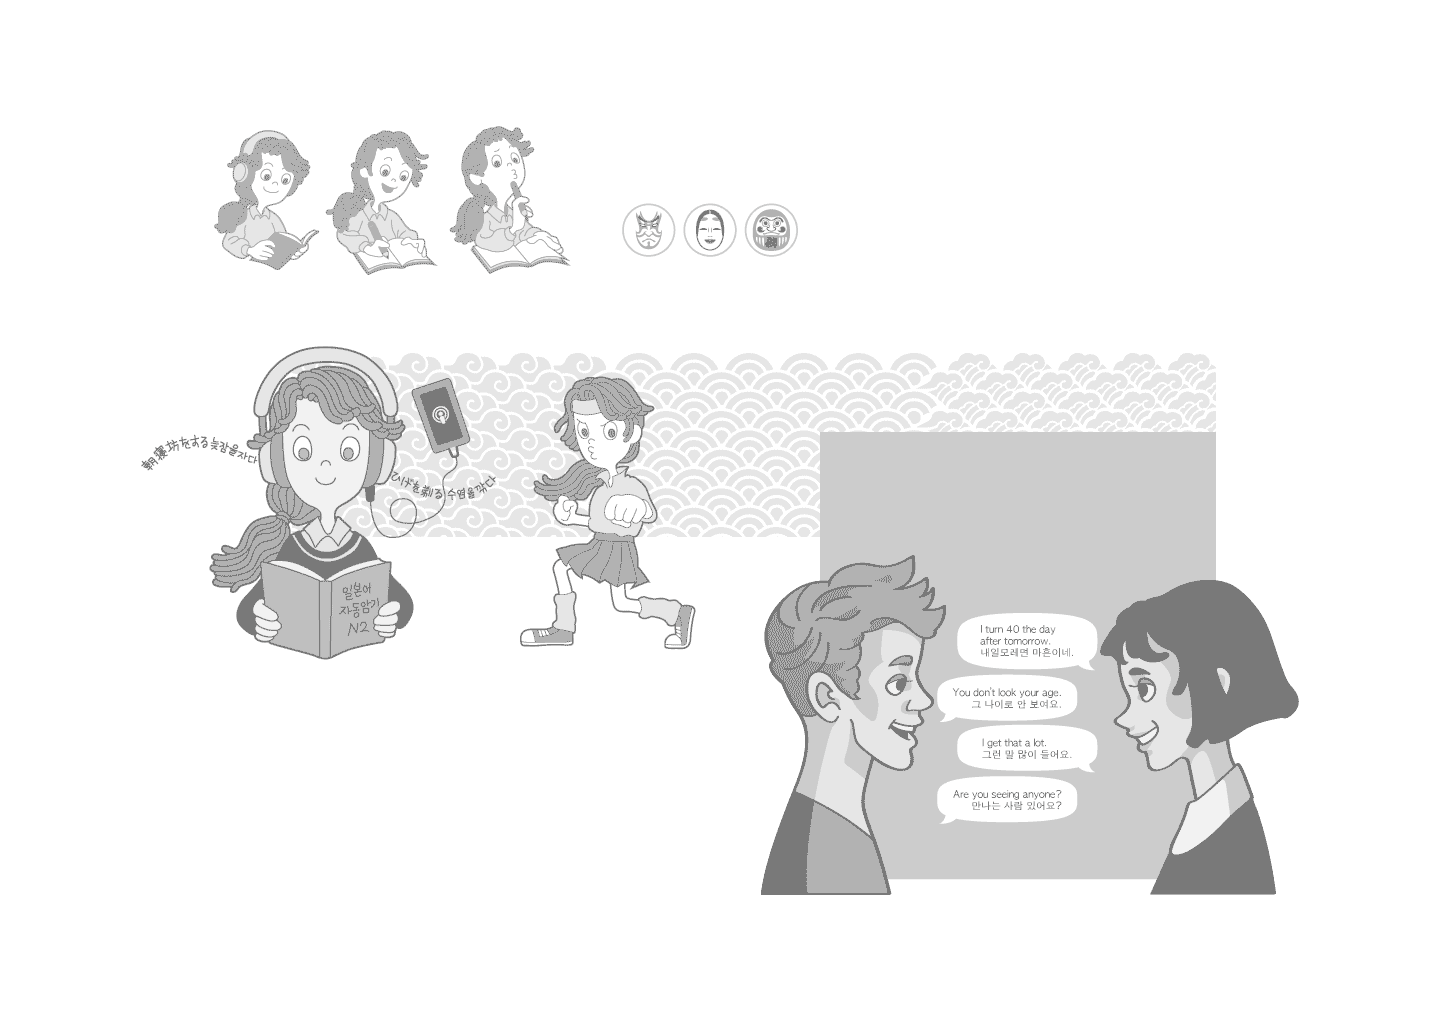 朝寝坊をする 늦잠을 자다
ひげを剃る 수염을 깎다
일본어
자동암기
N2
I turn 40 the day
after tomorrow.
내일모레면 마흔이네.
You don't look your age.
그 나이로 안 보여요.
I get that a lot.
그런 말 많이 들어요.
Are you seeing anyone?
만나는 사람 있어요?